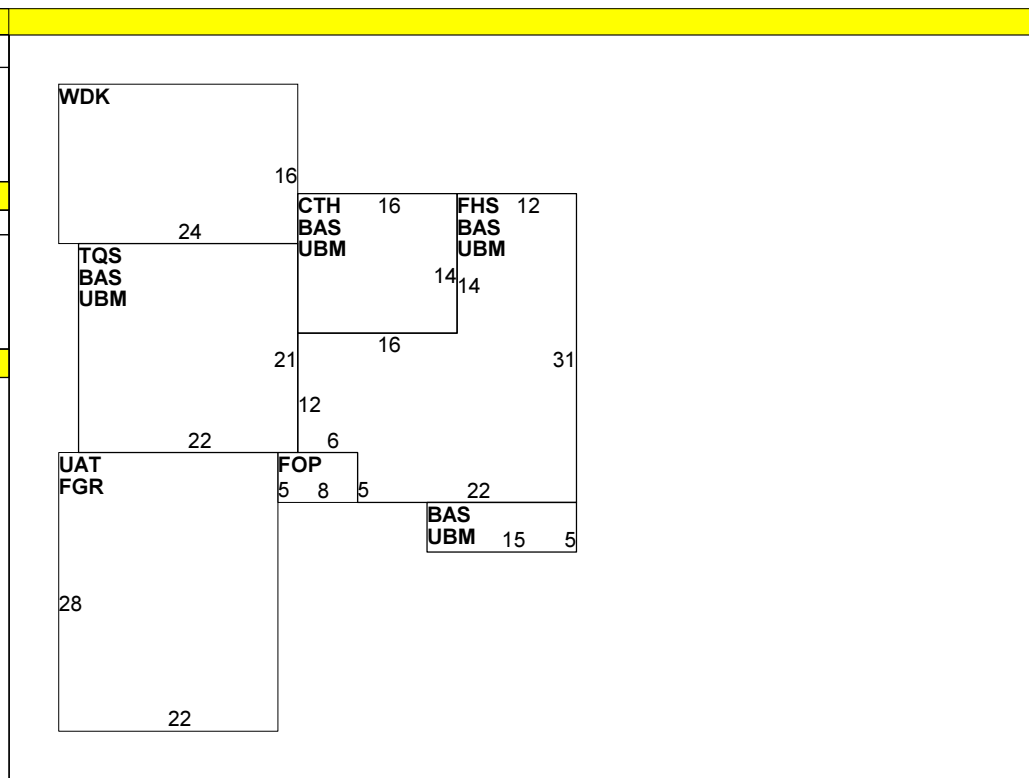 WDK
16
24
CTH 16
BAS
UBM
FHS 12
BAS
UBM
14
14
16
31
TQS
BAS
UBM
21
12
22
6
UAT
FGR
FOP
5 8 5
22
BAS
UBM 15 5
28
22